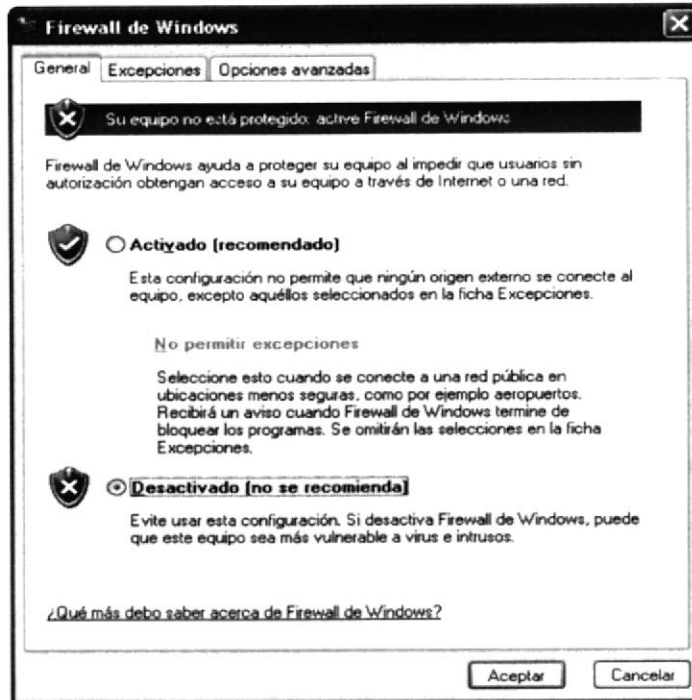 Firewall de Windows
General
Excepciones
Opciones avanzadas
Su equipo no está protegido: active Firewall de Windows
Firewall de Windows ayuda a proteger su equipo al impedir que usuarios sin
autorización obtengan acceso a su equipo a través de Internet o una red.
Activado (recomendado)
Esta configuración no permite que ningún origen externo se conecte al
equipo, excepto aquéllos seleccionados en la ficha Excepciones.
No permitir excepciones
Seleccione esto cuando se conecte a una red pública en
ubicaciones menos seguras, como por ejemplo aeropuertos.
Recibirá un aviso cuando Firewall de Windows termine de
bloquear los programas. Se omitirán las selecciones en la ficha
Excepciones.
Desactivado (no se recomienda)
Evite usar esta configuración. Si desactiva Firewall de Windows, puede
que este equipo sea más vulnerable a virus e intrusos.
¿Qué más debo saber acerca de Firewall de Windows?
Aceptar
Cancelar